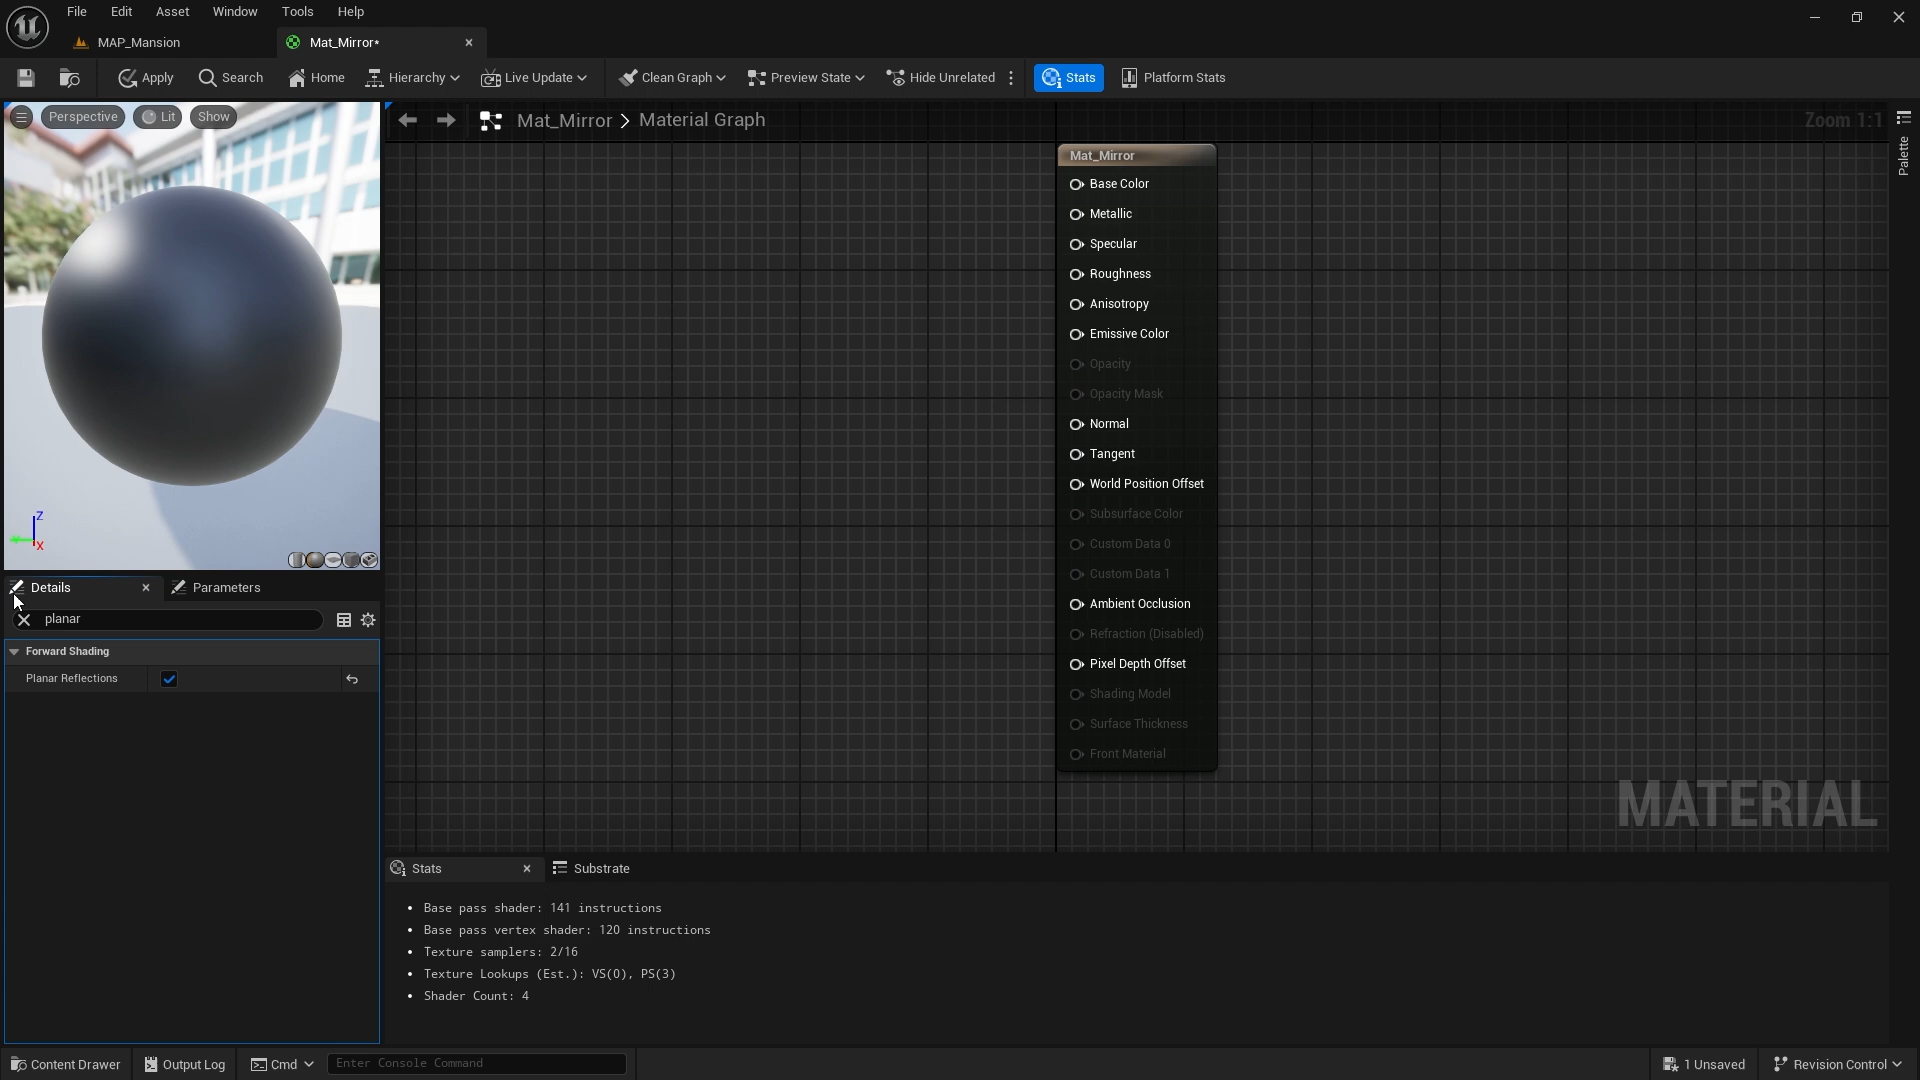 File Edit Asset Window Tools Help
MAP_Mansion
Mat_Mirror*
Apply Search Home Hierarchy Live Update Clean Graph Preview State Hide Unrelated Stats Platform Stats
Perspective Lit Show
Mat_Mirror > Material Graph
Zoom 1:1
Palette
Mat_Mirror
Base Color
Metallic
Specular
Roughness
Anisotropy
Emissive Color
Opacity
Opacity Mask
Normal
Tangent
World Position Offset
Subsurface Color
Custom Data 0
Custom Data 1
Ambient Occlusion
Refraction (Disabled)
Pixel Depth Offset
Shading Model
Surface Thickness
Front Material
MATERIAL
Z
Y
X
Details Parameters
planar
Forward Shading
Planar Reflections
Stats Substrate
• Base pass shader: 141 instructions
• Base pass vertex shader: 120 instructions
• Texture samplers: 2/16
• Texture Lookups (Est.): VS(0), PS(3)
• Shader Count: 4
Content Drawer Output Log Cmd Enter Console Command 1 Unsaved Revision Control